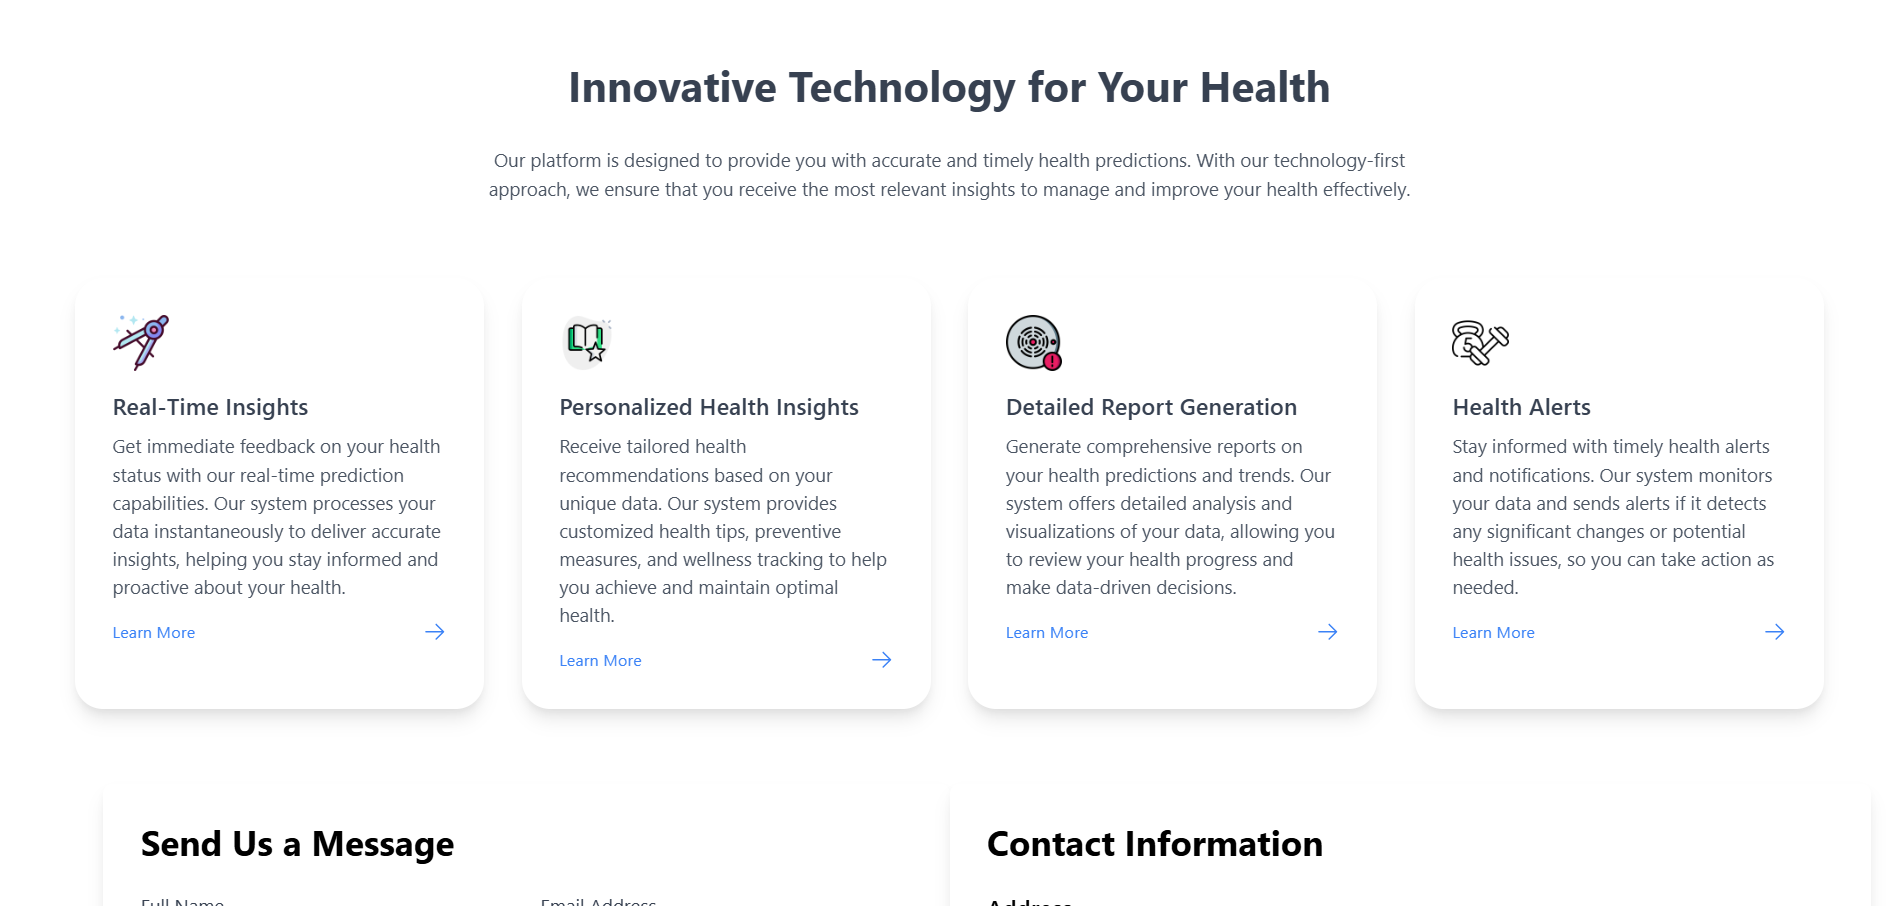 Innovative Technology for Your Health
Our platform is designed to provide you with accurate and timely health predictions. With our technology-first
approach, we ensure that you receive the most relevant insights to manage and improve your health effectively.
Real-Time Insights
Get immediate feedback on your health
status with our real-time prediction
capabilities. Our system processes your
data instantaneously to deliver accurate
insights, helping you stay informed and
proactive about your health.
Learn More
Personalized Health Insights
Receive tailored health
recommendations based on your
unique data. Our system provides
customized health tips, preventive
measures, and wellness tracking to help
you achieve and maintain optimal
health.
Learn More
Detailed Report Generation
Generate comprehensive reports on
your health predictions and trends. Our
system offers detailed analysis and
visualizations of your data, allowing you
to review your health progress and
make data-driven decisions.
Learn More
5
Health Alerts
Stay informed with timely health alerts
and notifications. Our system monitors
your data and sends alerts if it detects
any significant changes or potential
health issues, so you can take action as
needed.
Learn More
Send Us a Message
Full Name
Email Address
Contact Information
Address